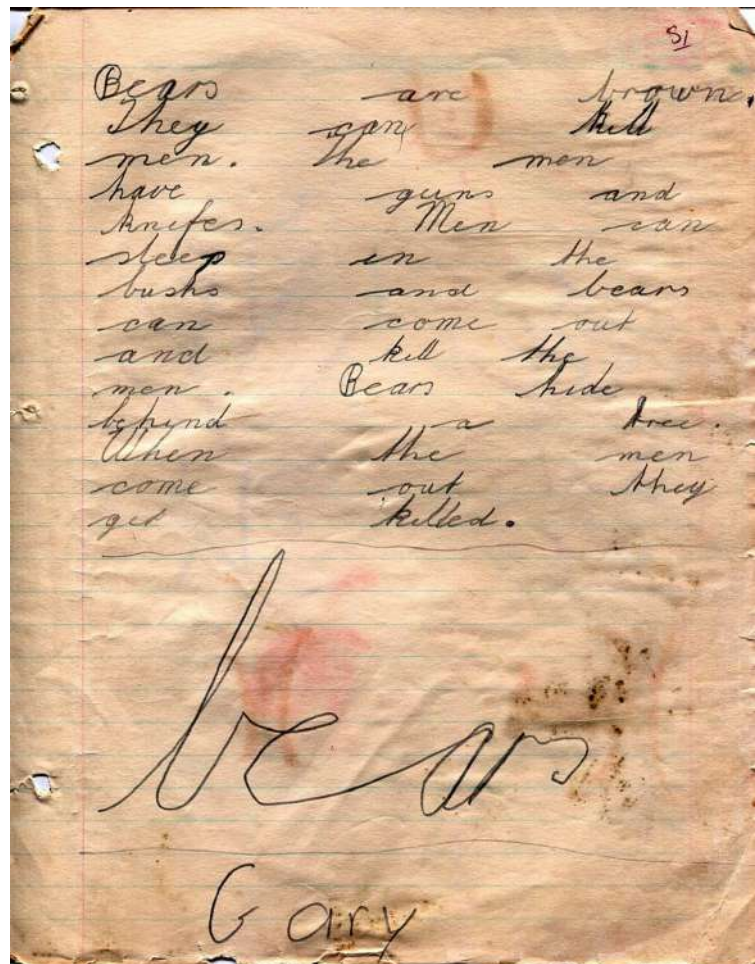 SI
Bears are brown.
They can kill
men. The men
have guns and
knifes. Men can
sleep in the
bushs and bears
can come out
and kill the
men. Bears hide
behind a tree.
When the men
come out they
get killed.
bears
Gary